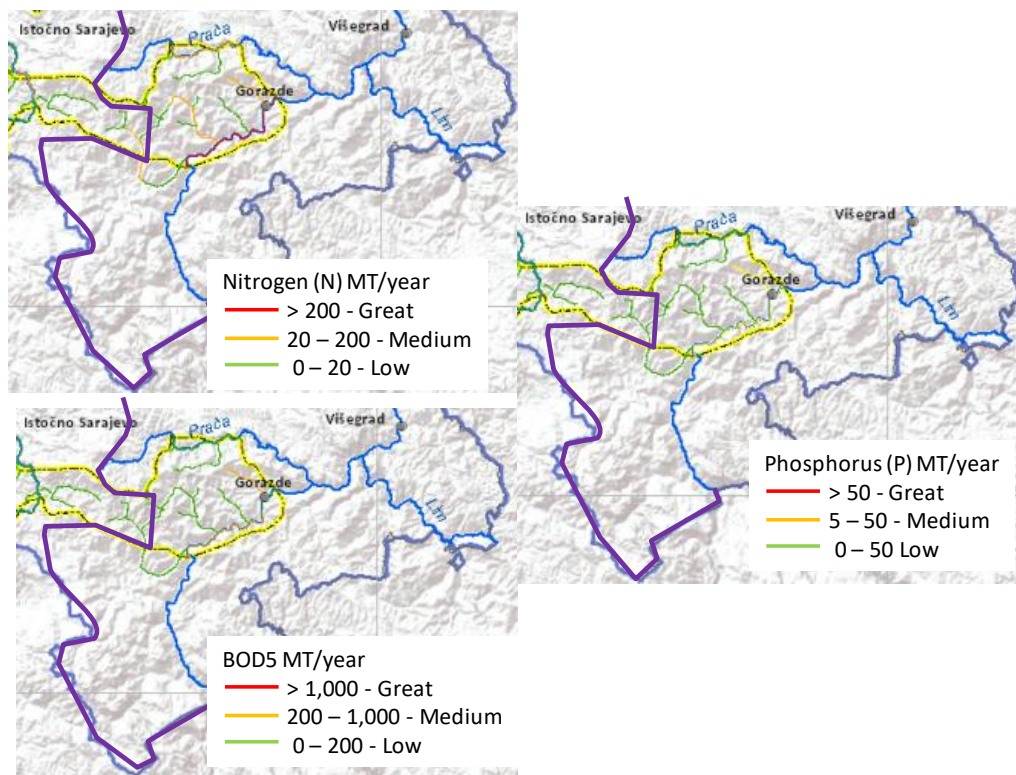 Istočno Sarajevo
Prača
Višegrad
Goražde
Lim
Nitrogen (N) MT/year
> 200 - Great
20 – 200 - Medium
0 – 20 - Low
Istočno Sarajevo
Prača
Višegrad
Goražde
Lim
Phosphorus (P) MT/year
> 50 - Great
5 – 50 - Medium
0 – 50 Low
Istočno Sarajevo
Prača
Višegrad
Goražde
Lim
BOD5 MT/year
> 1,000 - Great
200 – 1,000 - Medium
0 – 200 - Low